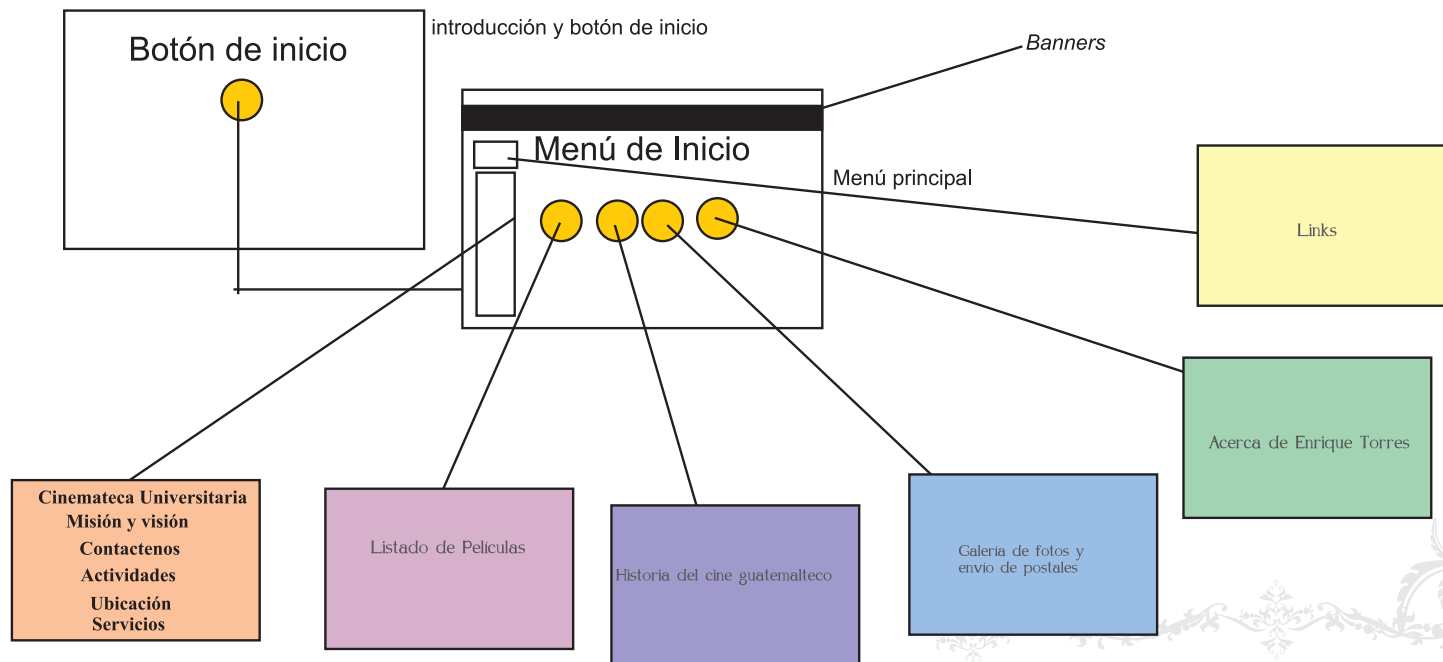 introducción y botón de inicio
Botón de inicio
Banners
Menú de Inicio
Menú principal
Links
Acerca de Enrique Torres
Cinemateca Universitaria
Misión y visión
Contactenos
Actividades
Ubicación
Servicios
Listado de Películas
Historia del cine guatemalteco
Galeria de fotos y
envio de postales